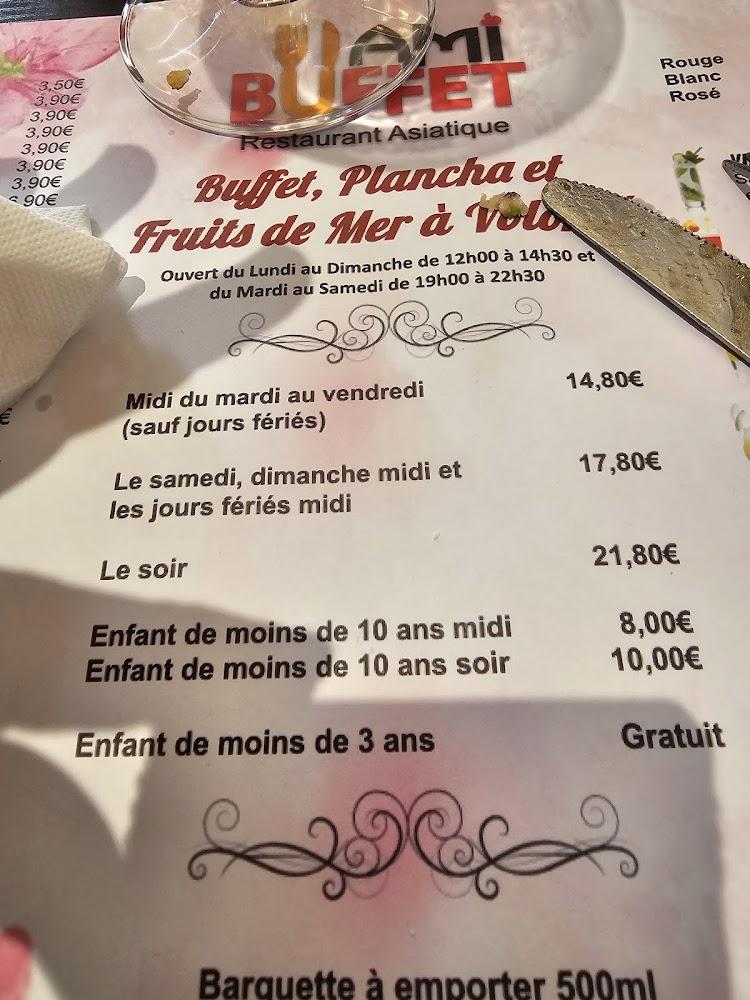 3,50€
3,90€
3,90€
3,90€
3,90€
3,90€
3,90€
6,90€
AMI
BUFFET
Restaurant Asiatique
Rouge
Blanc
Rosé
Buffet, Plancha et
Fruits de Mer à
Ouvert du Lundi au Dimanche de 12h00 à 14h30 et
du Mardi au Samedi de 19h00 à 22h30
€
Midi du mardi au vendredi 14,80€
(sauf jours fériés)
Le samedi, dimanche midi et 17,80€
les jours fériés midi
Le soir 21,80€
Enfant de moins de 10 ans midi 8,00€
Enfant de moins de 10 ans soir 10,00€
Enfant de moins de 3 ans Gratuit
Barquette à emporter 500ml